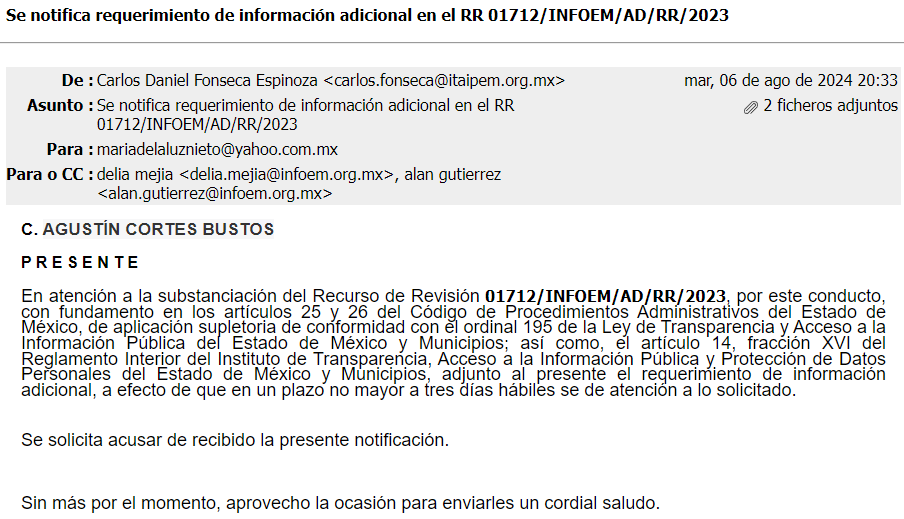 Se notifica requerimiento de información adicional en el RR 01712/INFOEM/AD/RR/2023
De : Carlos Daniel Fonseca Espinoza <carlos.fonseca@itaipem.org.mx> mar, 06 de ago de 2024 20:33
Asunto : Se notifica requerimiento de información adicional en el RR 2 ficheros adjuntos
01712/INFOEM/AD/RR/2023
Para : mariadelaluznieto@yahoo.com.mx
Para o CC : delia mejia <delia.mejia@infoem.org.mx>, alan gutierrez
<alan.gutierrez@infoem.org.mx>
C. AGUSTÍN CORTES BUSTOS
P R E S E N T E
En atención a la substanciación del Recurso de Revisión 01712/INFOEM/AD/RR/2023, por este conducto,
con fundamento en los artículos 25 y 26 del Código de Procedimientos Administrativos del Estado de
México, de aplicación supletoria de conformidad con el ordinal 195 de la Ley de Transparencia y Acceso a la
Información Pública del Estado de México y Municipios; así como, el artículo 14, fracción XVI del
Reglamento Interior del Instituto de Transparencia, Acceso a la Información Pública y Protección de Datos
Personales del Estado de México y Municipios, adjunto al presente el requerimiento de información
adicional, a efecto de que en un plazo no mayor a tres días hábiles se de atención a lo solicitado.
Se solicita acusar de recibido la presente notificación.
Sin más por el momento, aprovecho la ocasión para enviarles un cordial saludo.